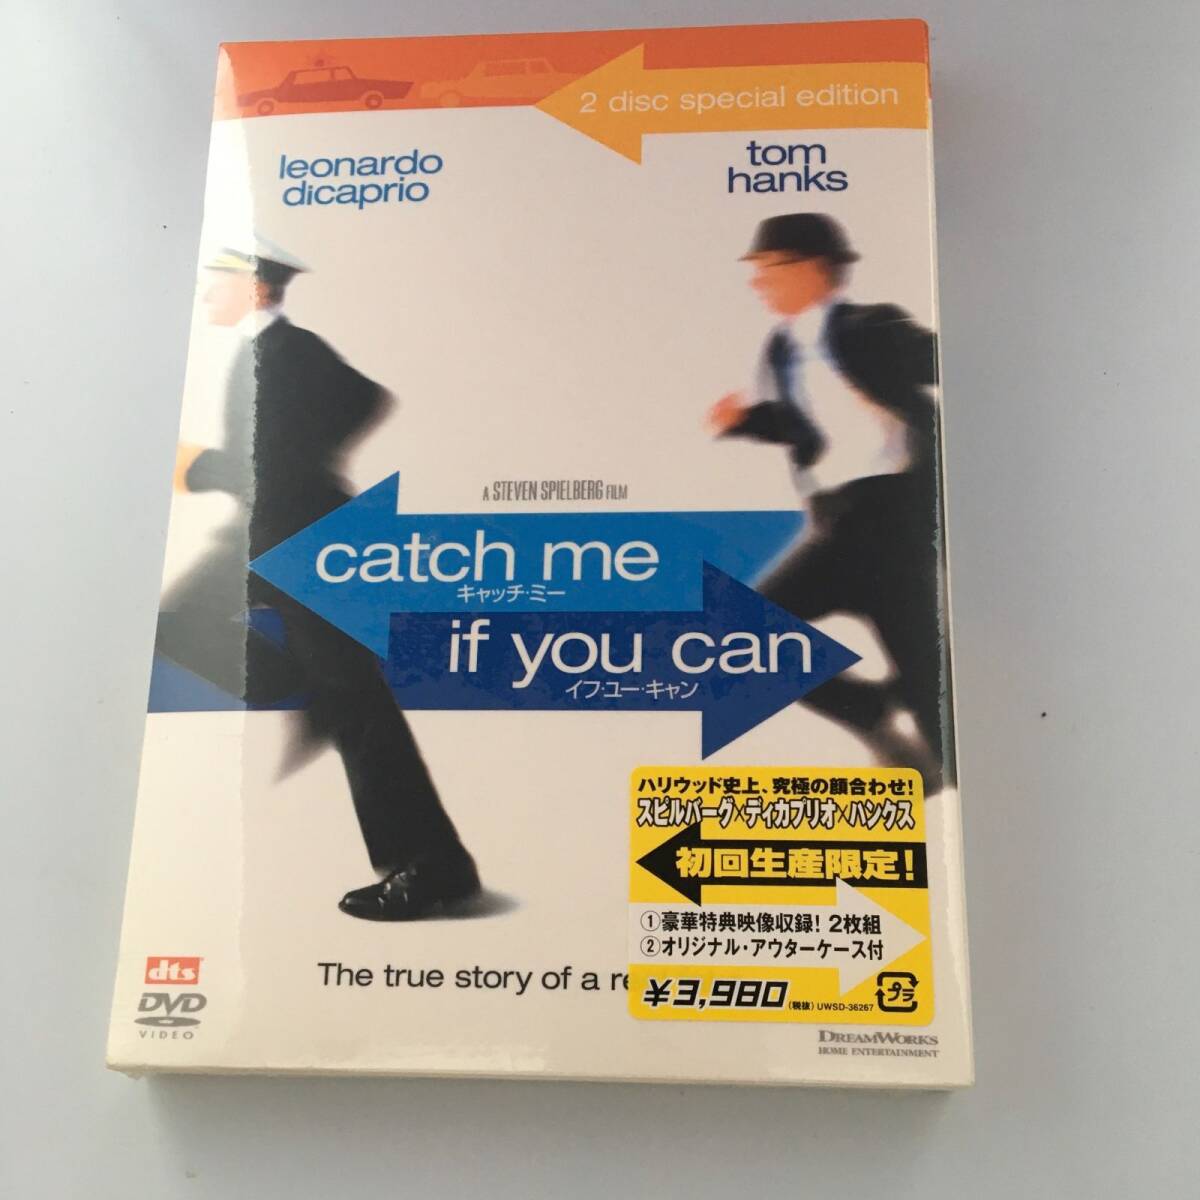 2 disc special edition
leonardo
dicaprio
tom
hanks
A STEVEN SPIELBERG FILM
catch me
キャッチ・ミー
if you can
イフ・ユー・キャン
ハリウッド史上、究極の顔合わせ!
スピルバーグ×ディカプリオ×ハンクス
初回生産限定!
①豪華特典映像収録! 2枚組
②オリジナル・アウターケース付
¥3,980 (税抜) UWSD-36267
プラ
The true story of a
dts
DVD
VIDEO
DREAMWORKS
HOME ENTERTAINMENT